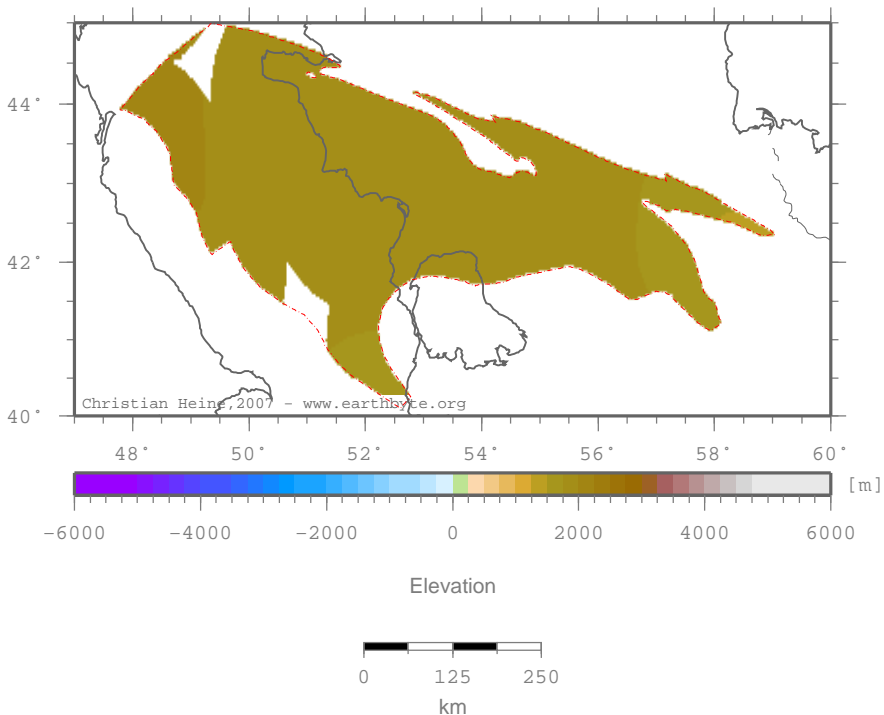 44°
42°
40°
Christian Heine, 2007 - www.earthbyte.org
48° 50° 52° 54° 56° 58° 60°
[m]
-6000 -4000 -2000 0 2000 4000 6000
Elevation
0 125 250
km